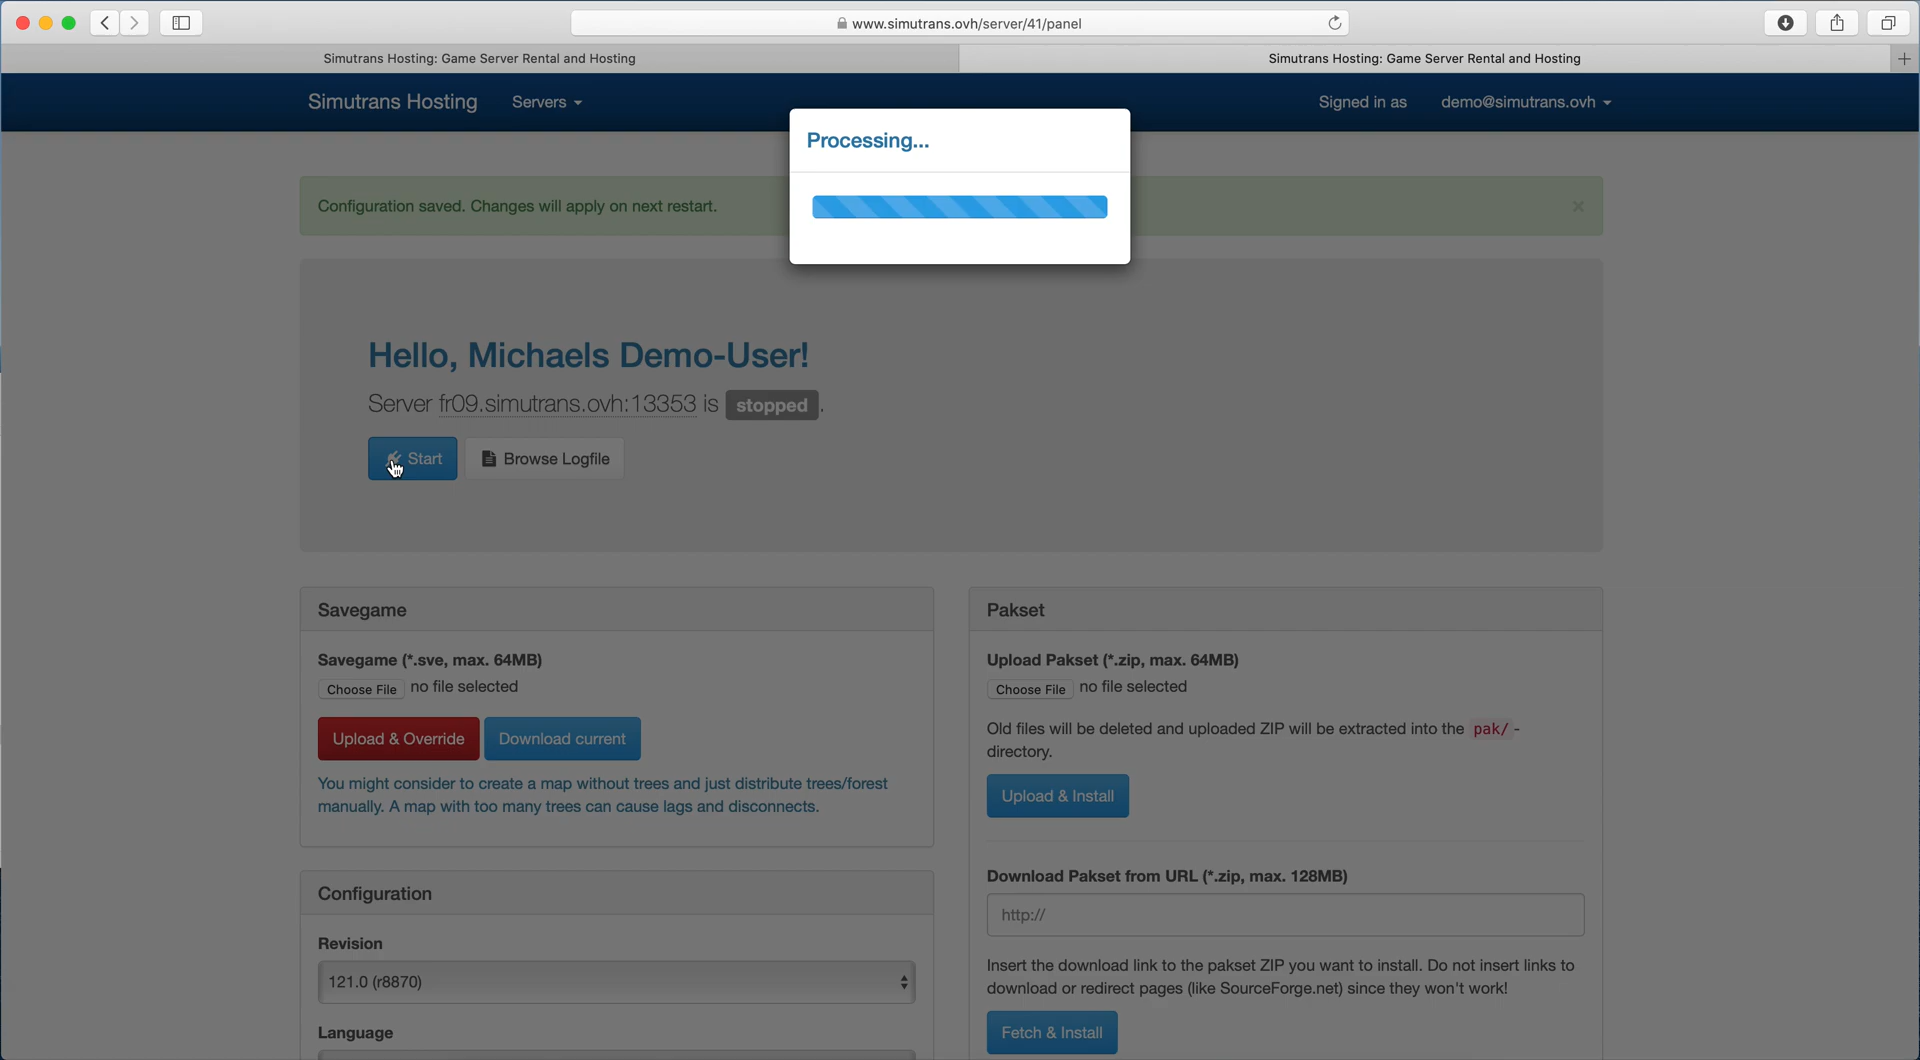 www.simutrans.ovh/server/41/panel
Simutrans Hosting: Game Server Rental and Hosting
Simutrans Hosting: Game Server Rental and Hosting
Simutrans Hosting
Servers
Signed in as
demo@simutrans.ovh
Processing...
Configuration saved. Changes will apply on next restart.
Hello, Michaels Demo-User!
Server fr09.simutrans.ovh:13353 is stopped.
Start
Browse Logfile
Savegame
Savegame (*.sve, max. 64MB)
Choose File no file selected
Upload & Override
Download current
You might consider to create a map without trees and just distribute trees/forest
manually. A map with too many trees can cause lags and disconnects.
Configuration
Revision
121.0 (r8870)
Language
Pakset
Upload Pakset (*.zip, max. 64MB)
Choose File no file selected
Old files will be deleted and uploaded ZIP will be extracted into the pak/ -
directory.
Upload & Install
Download Pakset from URL (*.zip, max. 128MB)
http://
Insert the download link to the pakset ZIP you want to install. Do not insert links to
download or redirect pages (like SourceForge.net) since they won't work!
Fetch & Install